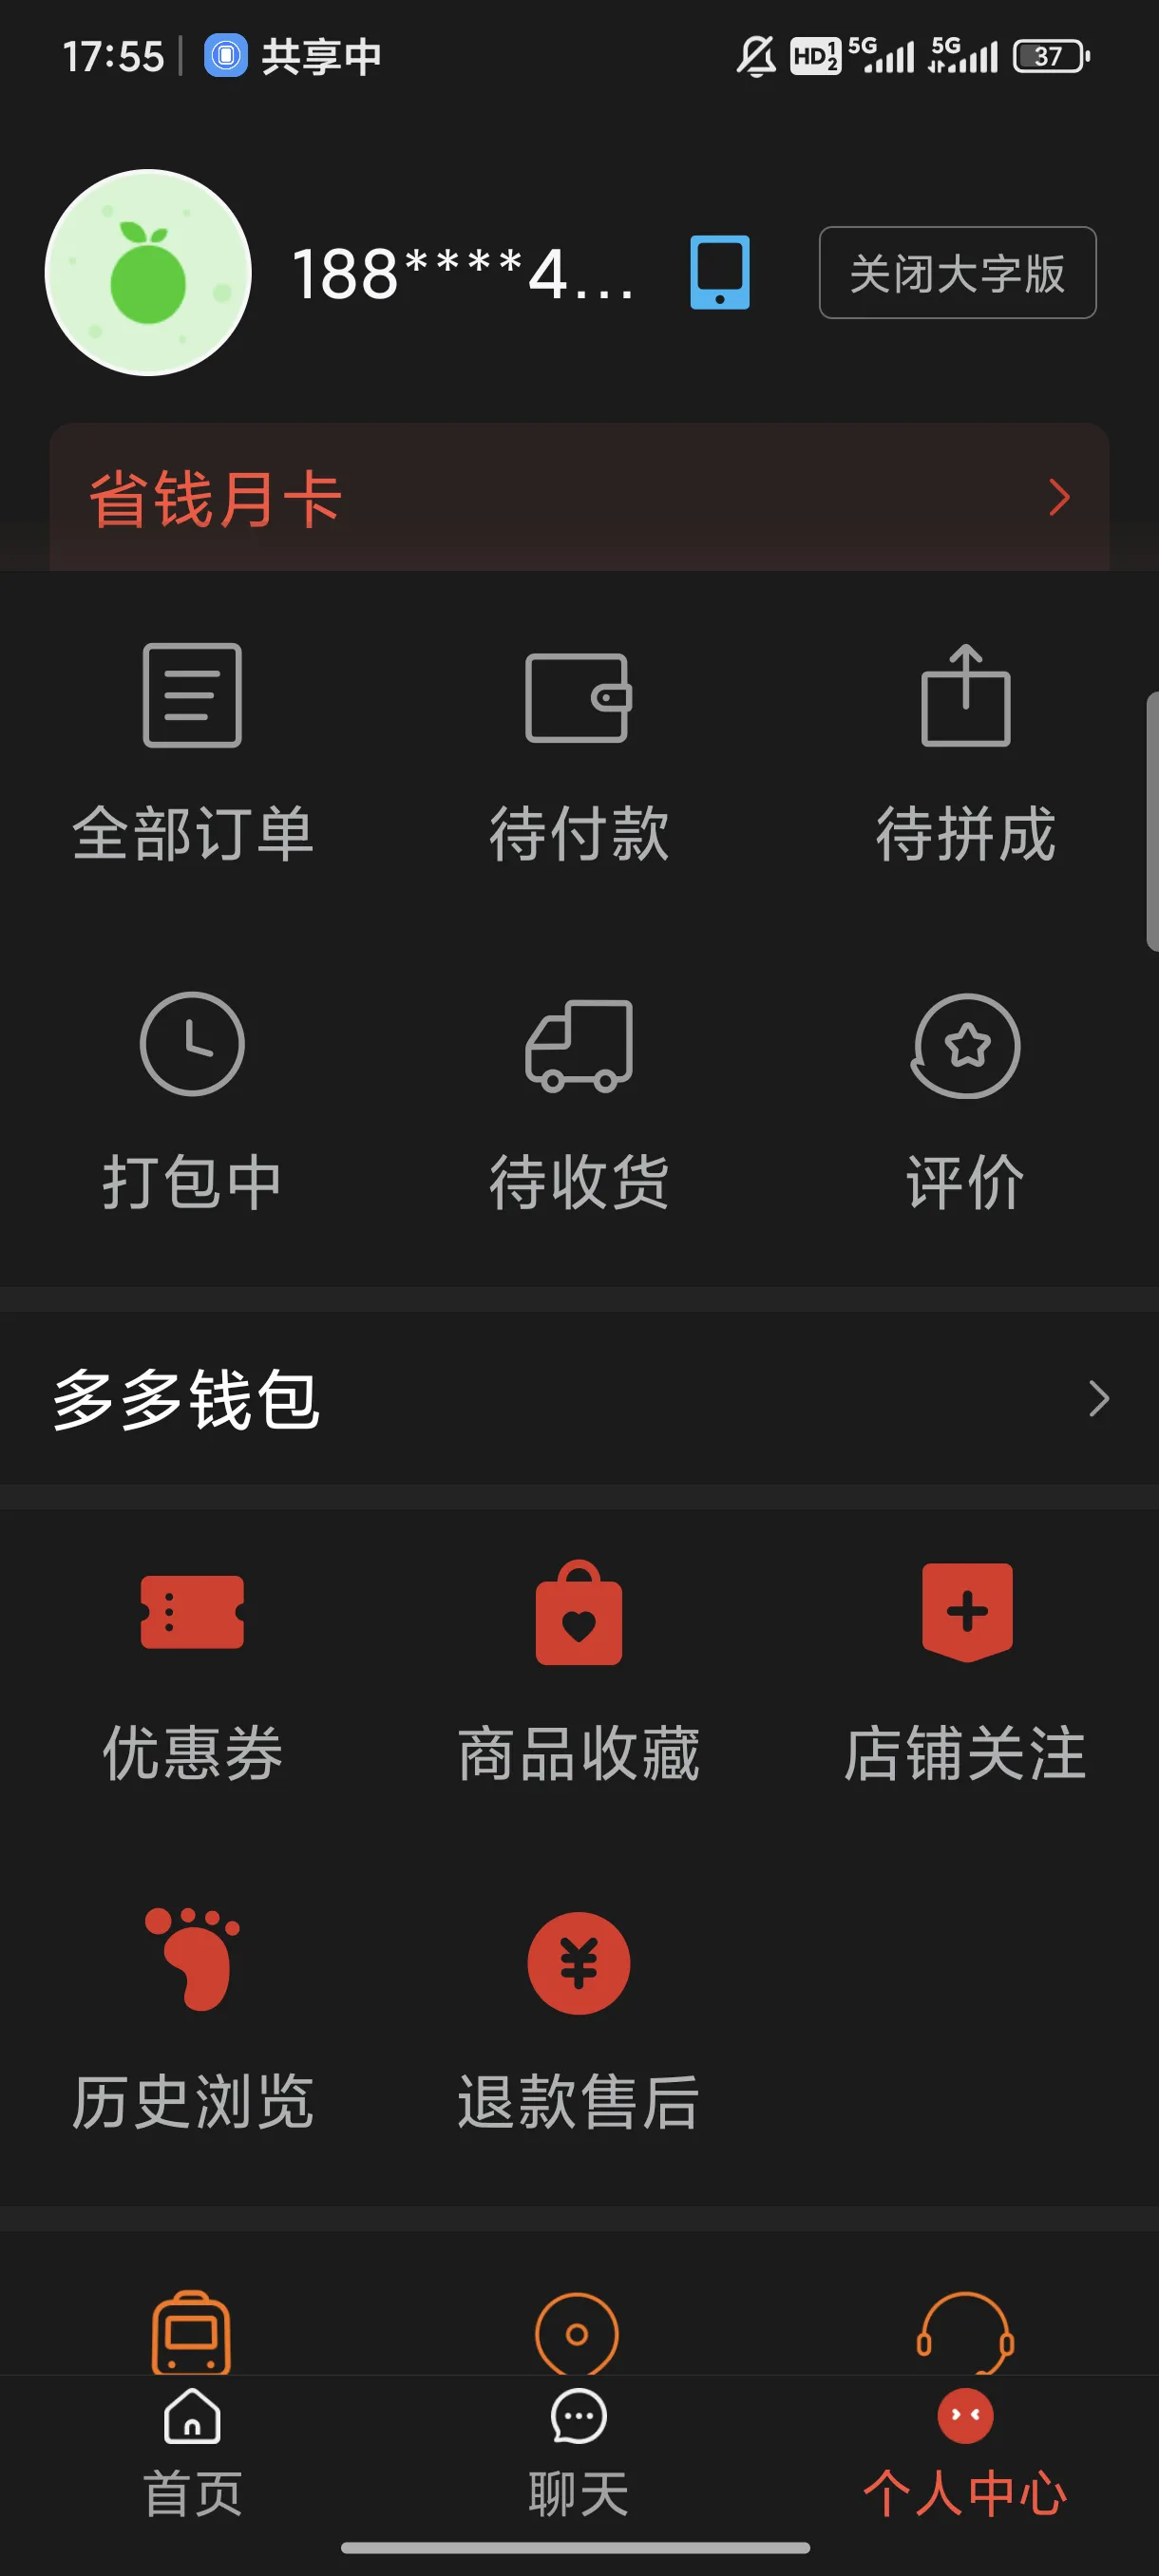 17:55 共享中 HD 1 2 5G 5G 37
188****4... 关闭大字版
省钱月卡
全部订单 待付款 待拼成
打包中 待收货 评价
多多钱包
优惠券 商品收藏 店铺关注
¥
历史浏览 退款售后
首页 聊天 个人中心